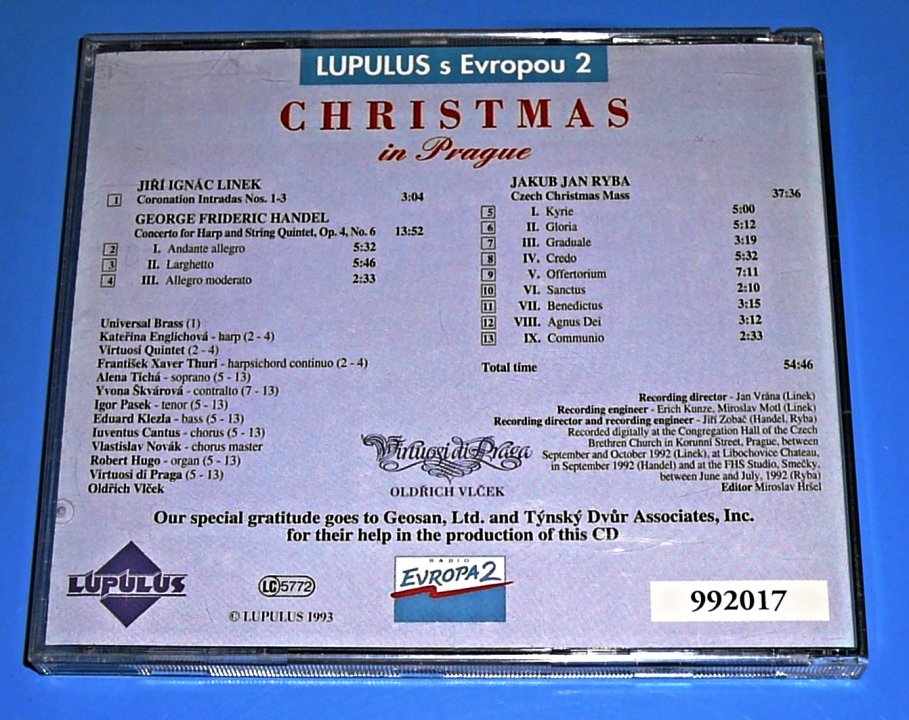 LUPULUS s Evropou 2
CHRISTMAS
in Prague
JIŘÍ IGNÁC LINEK
1 Coronation Intradas Nos. 1-3 3:04
GEORGE FRIDERIC HANDEL
Concerto for Harp and String Quintet, Op. 4, No. 6 13:52
2 I. Andante allegro 5:32
3 II. Larghetto 5:46
4 III. Allegro moderato 2:33
JAKUB JAN RYBA
Czech Christmas Mass 37:36
5 I. Kyrie 5:00
6 II. Gloria 5:12
7 III. Graduale 3:19
8 IV. Credo 5:32
9 V. Offertorium 7:11
10 VI. Sanctus 2:10
11 VII. Benedictus 3:15
12 VIII. Agnus Dei 3:12
13 IX. Communio 2:33
Total time 54:46
Universal Brass (1)
Kateřina Englichová - harp (2 - 4)
Virtuosi Quintet (2 - 4)
František Xaver Thuri - harpsichord continuo (2 - 4)
Alena Tichá - soprano (5 - 13)
Yvona Škvárová - contralto (7 - 13)
Igor Pasek - tenor (5 - 13)
Eduard Klezla - bass (5 - 13)
Iuventus Cantus - chorus (5 - 13)
Vlastislav Novák - chorus master
Robert Hugo - organ (5 - 13)
Virtuosi di Praga (5 - 13)
Oldřich Vlček
Virtuosi di Praga
OLDŘICH VLČEK
Recording director - Jan Vrána (Linek)
Recording engineer - Erich Kunze, Miroslav Motl (Linek)
Recording director and recording engineer - Jiří Zobač (Handel, Ryba)
Recorded digitally at the Congregation Hall of the Czech
Brethren Church in Korunní Street, Prague, between
September and October 1992 (Linek), at Libochovice Chateau,
in September 1992 (Handel) and at the FHS Studio, Smečky,
between June and July, 1992 (Ryba)
Editor Miroslav Hršel
Our special gratitude goes to Geosan, Ltd. and Týnský Dvůr Associates, Inc.
for their help in the production of this CD
LUPULUS
LC 5772
© LUPULUS 1993
RADIO
EVROPA 2
992017